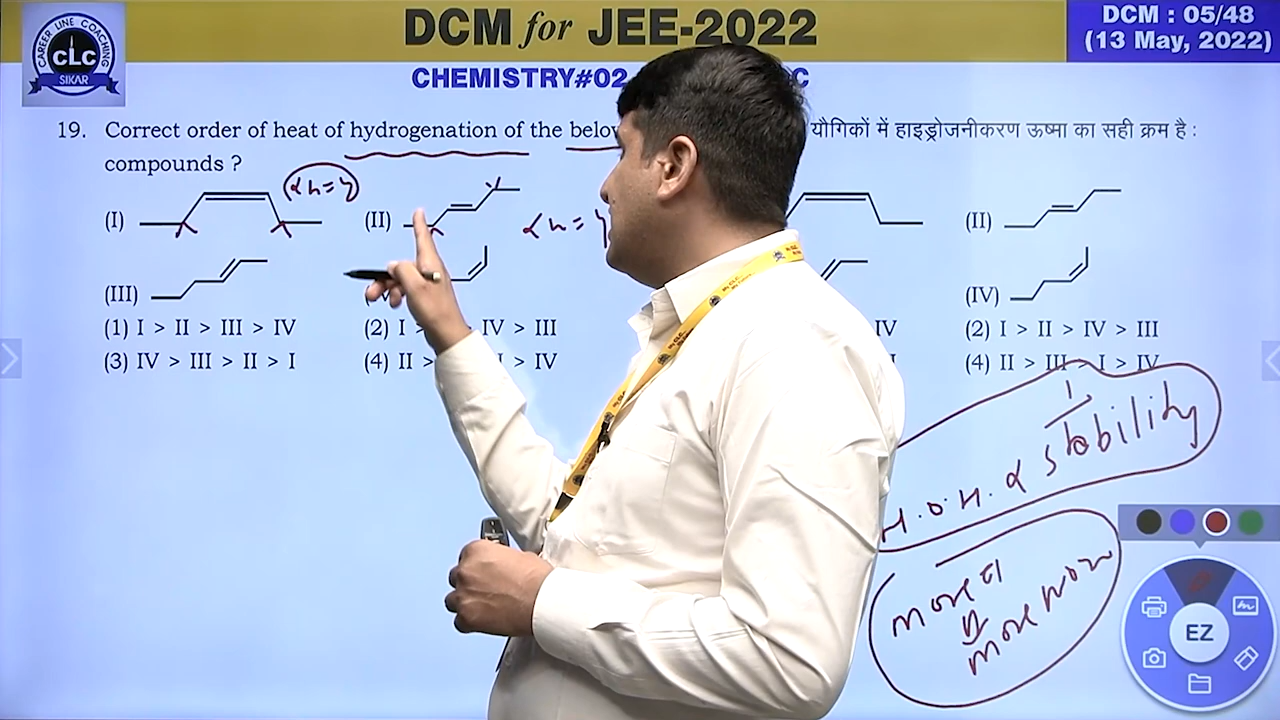 DCM for JEE-2022
DCM : 05/48
(13 May, 2022)
CAREER LINE COACHING
CLC
SIKAR
CHEMISTRY#02
C
19. Correct order of heat of hydrogenation of the
compounds ?
यौगिकों में हाइड्रोजनीकरण ऊष्मा का सही क्रम है :
(I)
(II)
(II)
(III)
(IV)
(1) I > II > III > IV
(2) I > IV > III
IV
(2) I > II > IV > III
(3) IV > III > II > I
(4) II > I > IV
I
(4) II > III > I > IV
αh = 4
αh = 4
H.O.H. α 1/stability
more
more
EZ